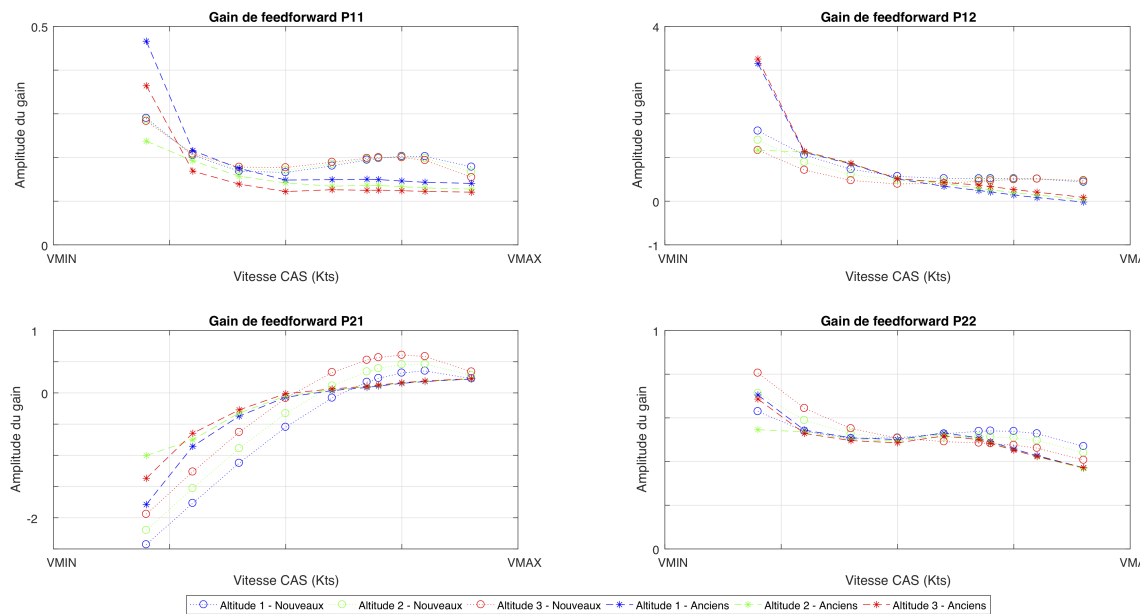 Gain de feedforward P11
0.5
0
Amplitude du gain
VMIN
VMAX
Vitesse CAS (Kts)
Gain de feedforward P12
4
0
-1
Amplitude du gain
VMIN
VMA
Vitesse CAS (Kts)
Gain de feedforward P21
1
0
-2
Amplitude du gain
VMIN
VMAX
Vitesse CAS (Kts)
Gain de feedforward P22
1
0
Amplitude du gain
VMIN
VMA
Vitesse CAS (Kts)
Altitude 1 - Nouveaux Altitude 2 - Nouveaux Altitude 3 - Nouveaux Altitude 1 - Anciens Altitude 2 - Anciens Altitude 3 - Anciens